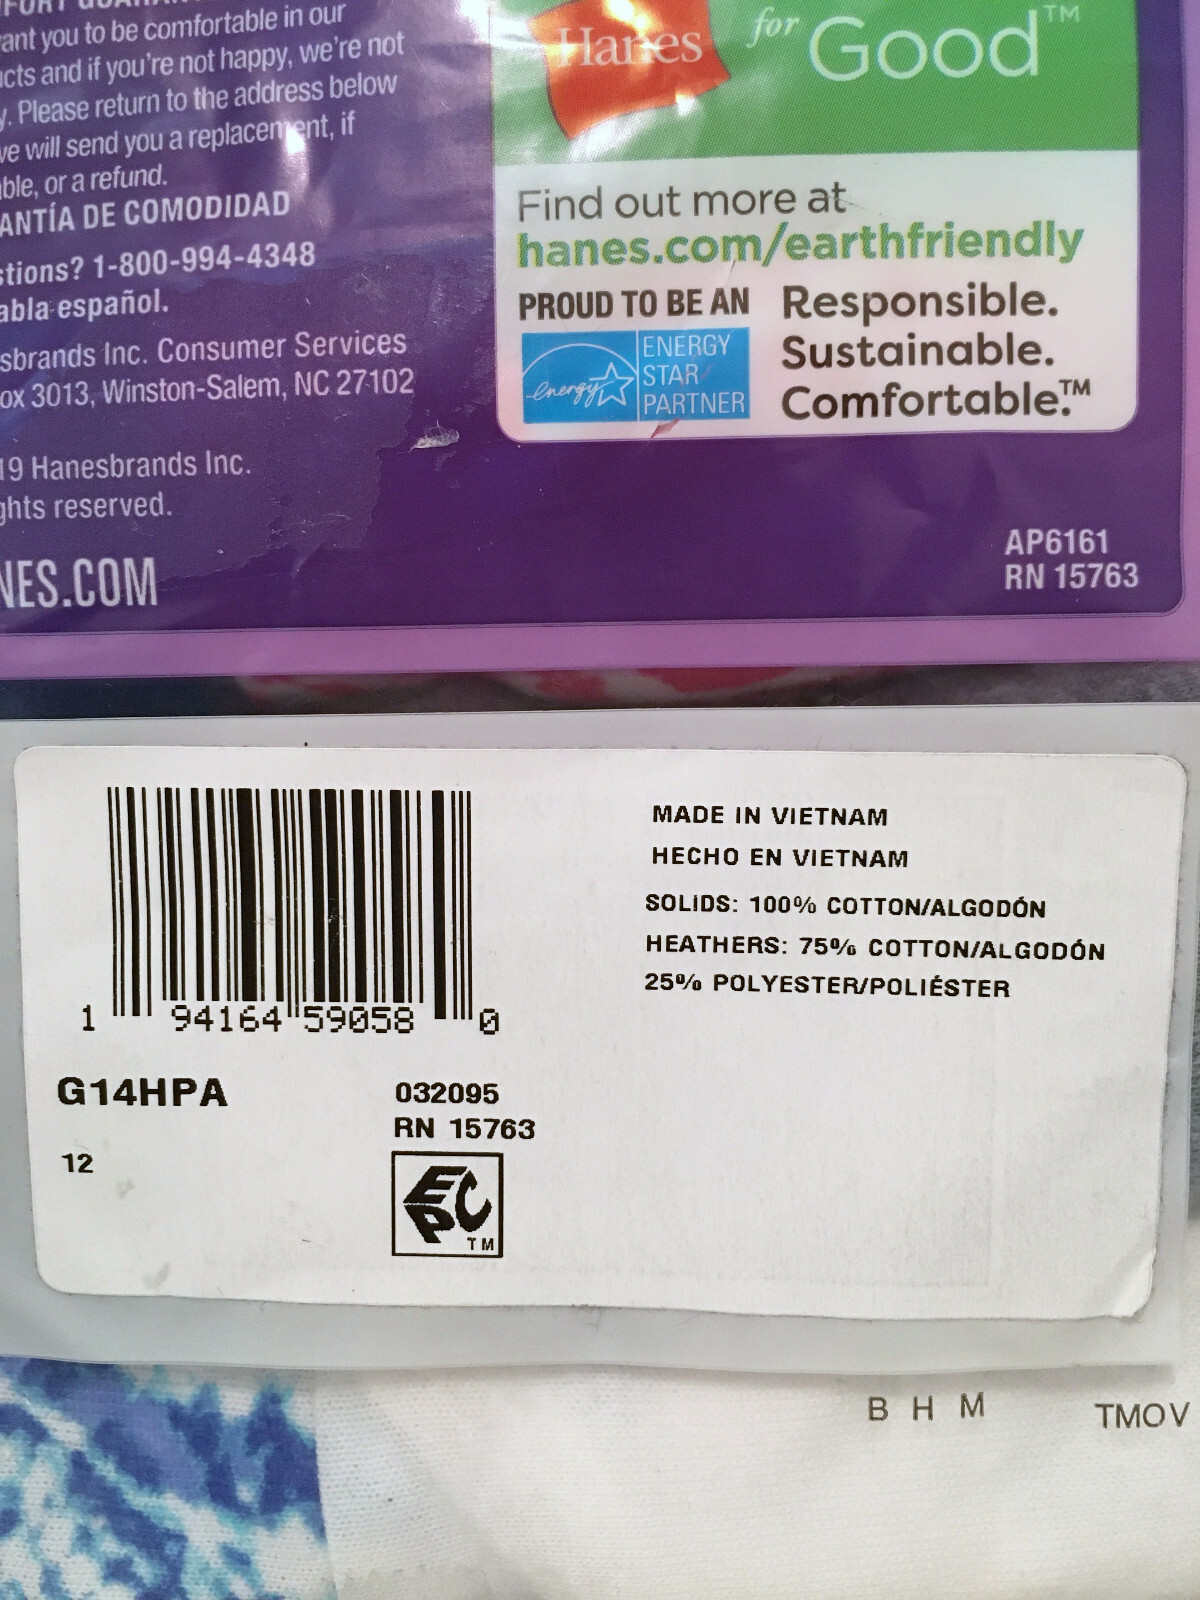 ant you to be comfortable in our
ucts and if you're not happy, we're not
y. Please return to the address below
we will send you a replacement, if
able, or a refund.
ANTÍA DE COMODIDAD
stions? 1-800-994-4348
abla español.
sbrands Inc. Consumer Services
ox 3013, Winston-Salem, NC 27102
19 Hanesbrands Inc.
ghts reserved.
NES.COM
Hanes for Good™
Find out more at
hanes.com/earthfriendly
PROUD TO BE AN
energy
ENERGY
STAR
PARTNER
Responsible.
Sustainable.
Comfortable.™
AP6161
RN 15763
1 94164 59058 0
G14HPA
12
032095
RN 15763
EPC
TM
MADE IN VIETNAM
HECHO EN VIETNAM
SOLIDS: 100% COTTON/ALGODÓN
HEATHERS: 75% COTTON/ALGODÓN
25% POLYESTER/POLIÉSTER
B H M
TMOV